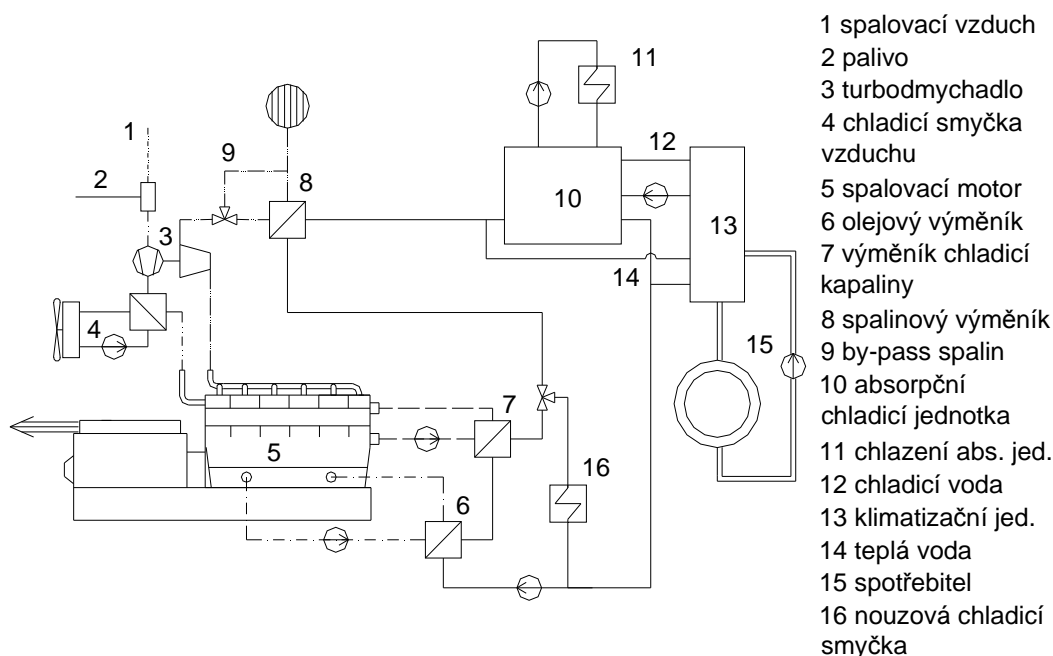 1 spalovací vzduch
2 palivo
3 turbodmychadlo
4 chladicí smyčka
vzduchu
5 spalovací motor
6 olejový výměník
7 výměník chladicí
kapaliny
8 spalinový výměník
9 by-pass spalin
10 absorpční
chladicí jednotka
11 chlazení abs. jed.
12 chladicí voda
13 klimatizační jed.
14 teplá voda
15 spotřebitel
16 nouzová chladicí
smyčka
11
1
9
12
2
8
10
3
13
14
4
15
7
5
16
6